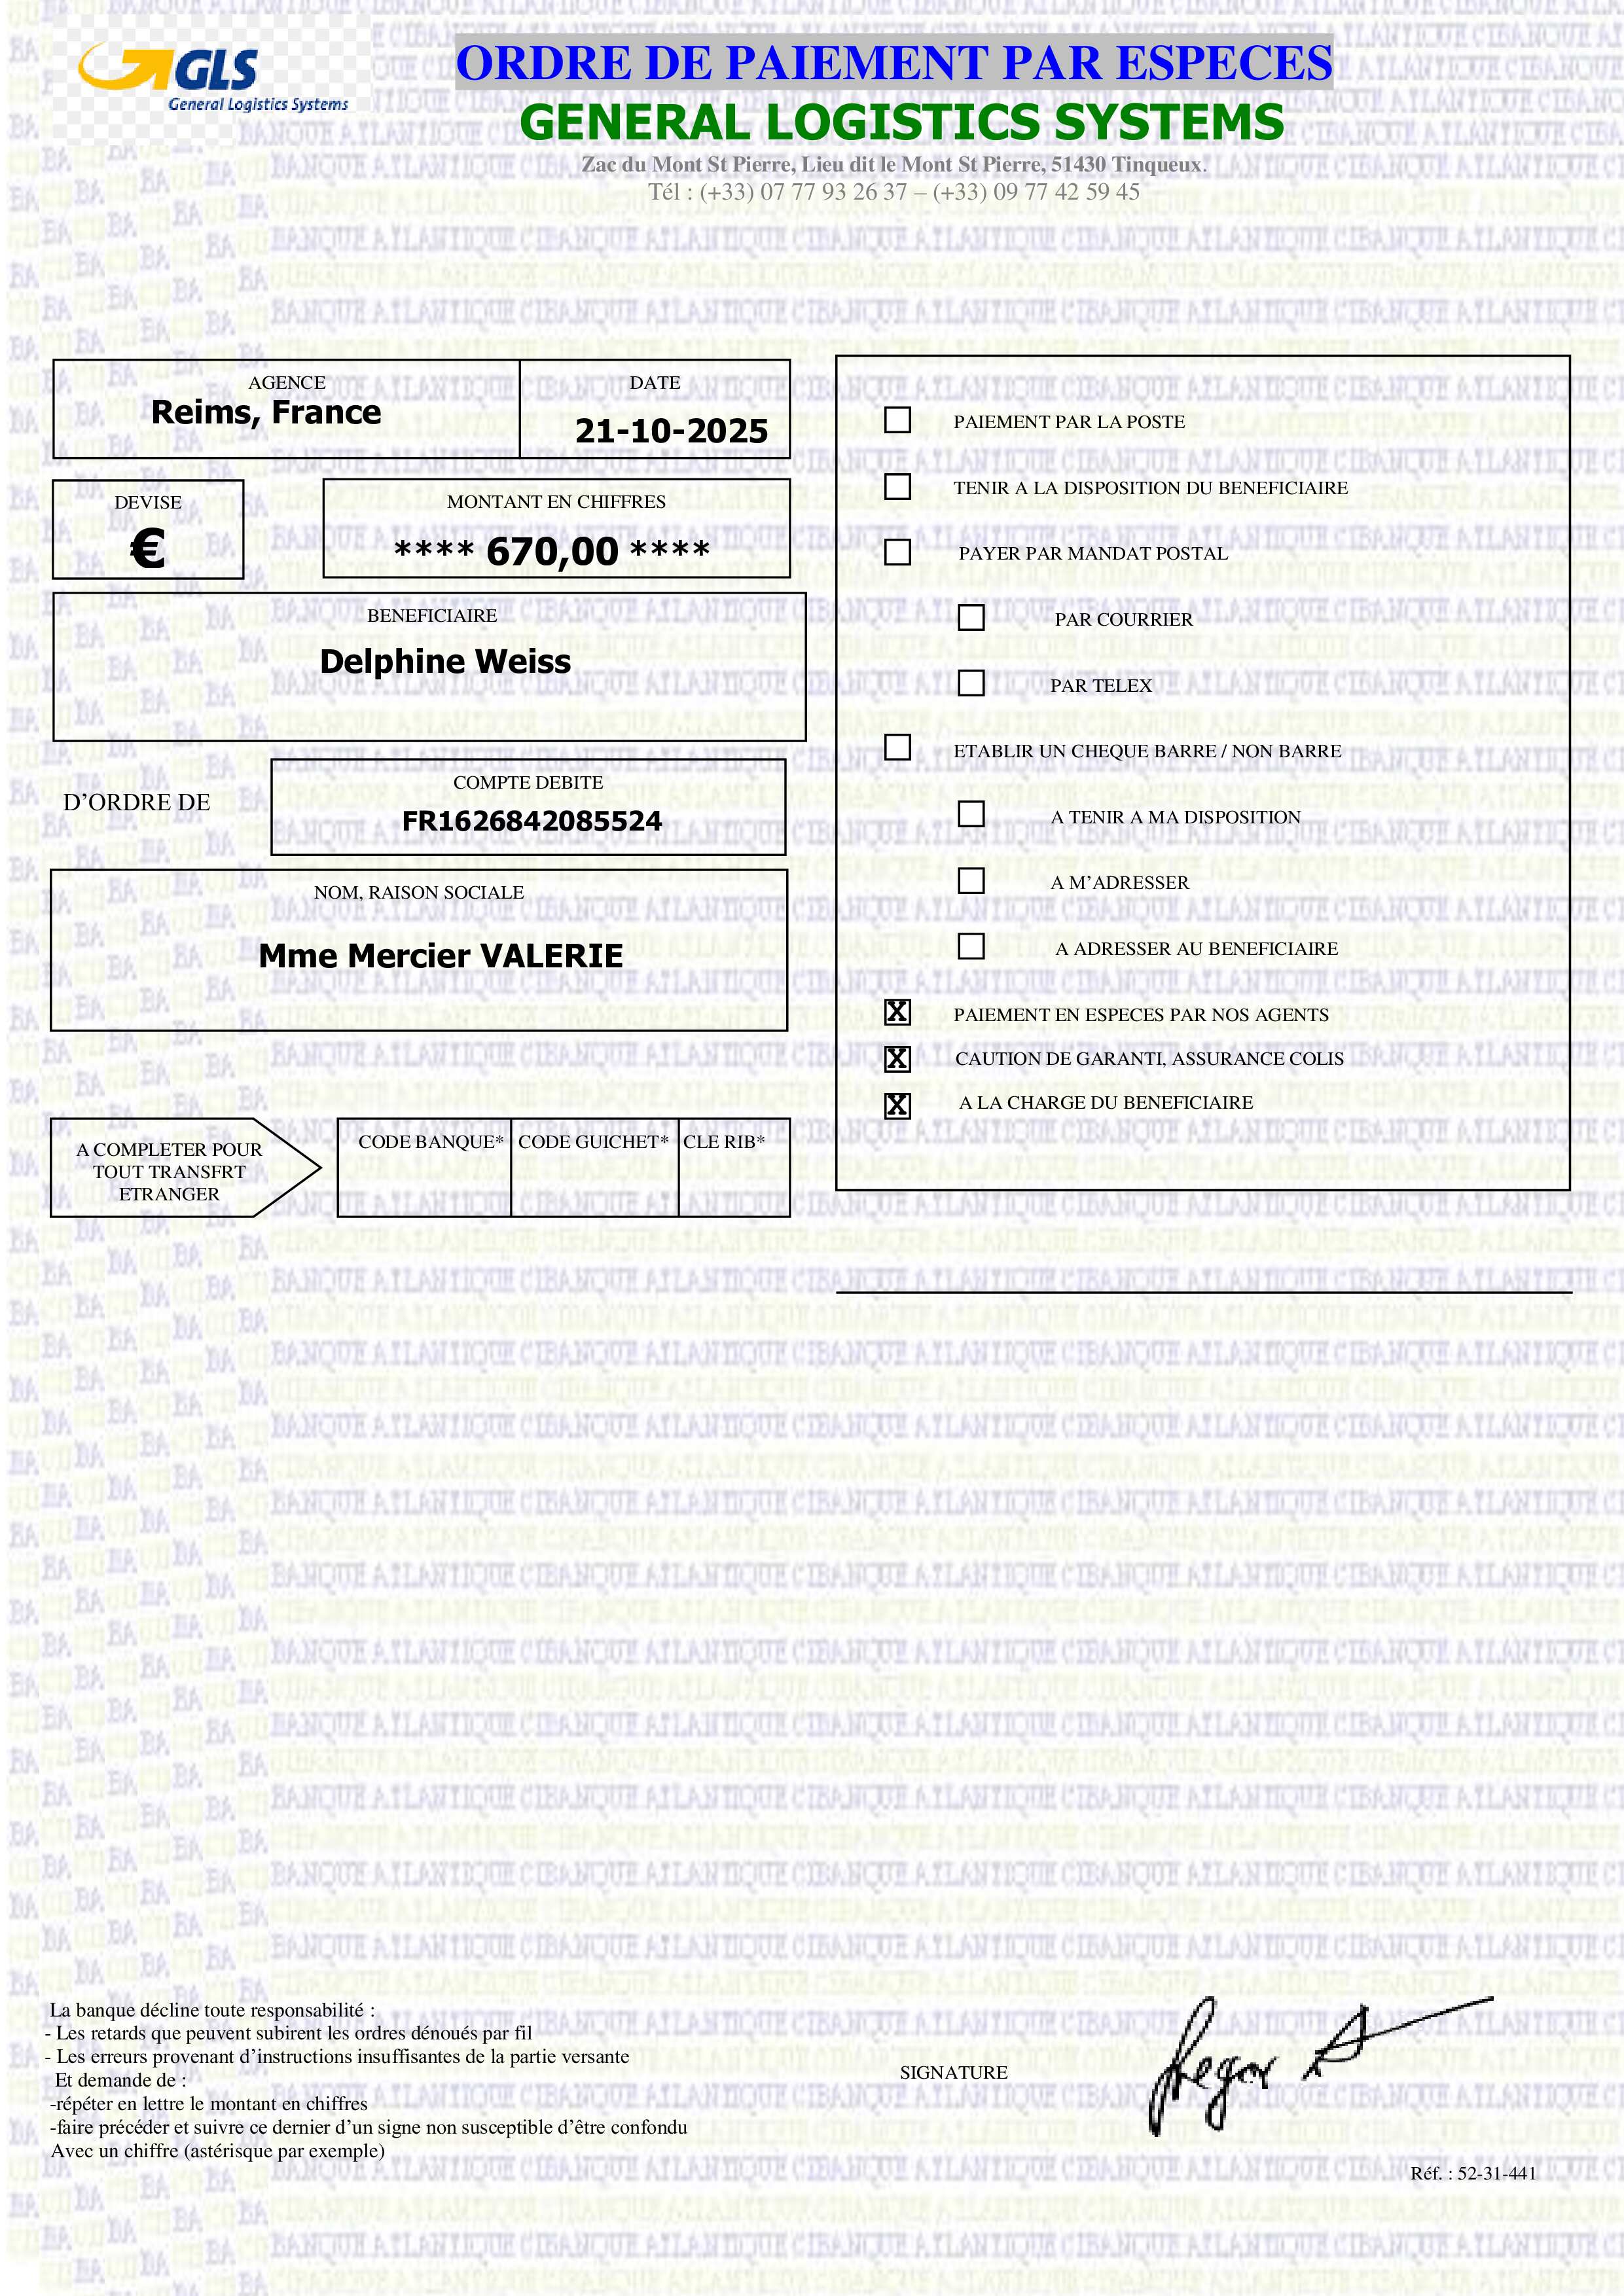 GLS
General Logistics Systems
ORDRE DE PAIEMENT PAR ESPECES
GENERAL LOGISTICS SYSTEMS
Zac du Mont St Pierre, Lieu dit le Mont St Pierre, 51430 Tinqueux.
Tél : (+33) 07 77 93 26 37 – (+33) 09 77 42 59 45
AGENCE
Reims, France
DATE
21-10-2025
DEVISE
€
MONTANT EN CHIFFRES
**** 670,00 ****
BENEFICIAIRE
Delphine Weiss
D’ORDRE DE
COMPTE DEBITE
FR1626842085524
NOM, RAISON SOCIALE
Mme Mercier VALERIE
A COMPLETER POUR
TOUT TRANSFRT
ETRANGER
CODE BANQUE*
CODE GUICHET*
CLE RIB*
PAIEMENT PAR LA POSTE
TENIR A LA DISPOSITION DU BENEFICIAIRE
PAYER PAR MANDAT POSTAL
PAR COURRIER
PAR TELEX
ETABLIR UN CHEQUE BARRE / NON BARRE
A TENIR A MA DISPOSITION
A M’ADRESSER
A ADRESSER AU BENEFICIAIRE
X PAIEMENT EN ESPECES PAR NOS AGENTS
X CAUTION DE GARANTI, ASSURANCE COLIS
X A LA CHARGE DU BENEFICIAIRE
La banque décline toute responsabilité :
- Les retards que peuvent subirent les ordres dénoués par fil
- Les erreurs provenant d’instructions insuffisantes de la partie versante
Et demande de :
-répéter en lettre le montant en chiffres
-faire précéder et suivre ce dernier d’un signe non susceptible d’être confondu
Avec un chiffre (astérisque par exemple)
SIGNATURE
Réf. : 52-31-441